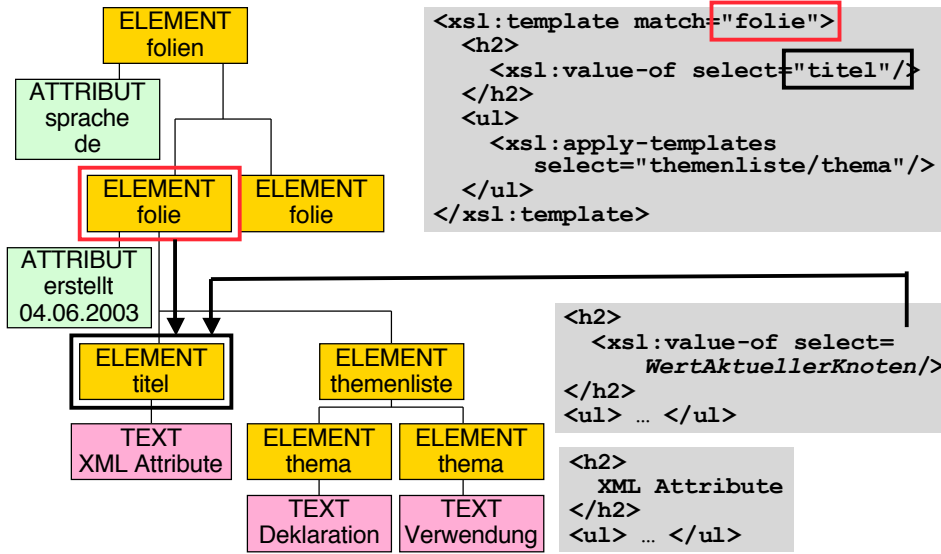 ELEMENT
folien
ATTRIBUT
sprache
de
ELEMENT
folie
ELEMENT
folie
ATTRIBUT
erstellt
04.06.2003
ELEMENT
titel
ELEMENT
themenliste
TEXT
XML Attribute
ELEMENT
thema
ELEMENT
thema
TEXT
Deklaration
TEXT
Verwendung
<xsl:template match="folie">
<h2>
<xsl:value-of select="titel"/>
</h2>
<ul>
<xsl:apply-templates
select="themenliste/thema"/>
</ul>
</xsl:template>
<h2>
<xsl:value-of select=
WertAktuellerKnoten/>
</h2>
<ul> … </ul>
<h2>
XML Attribute
</h2>
<ul> … </ul>